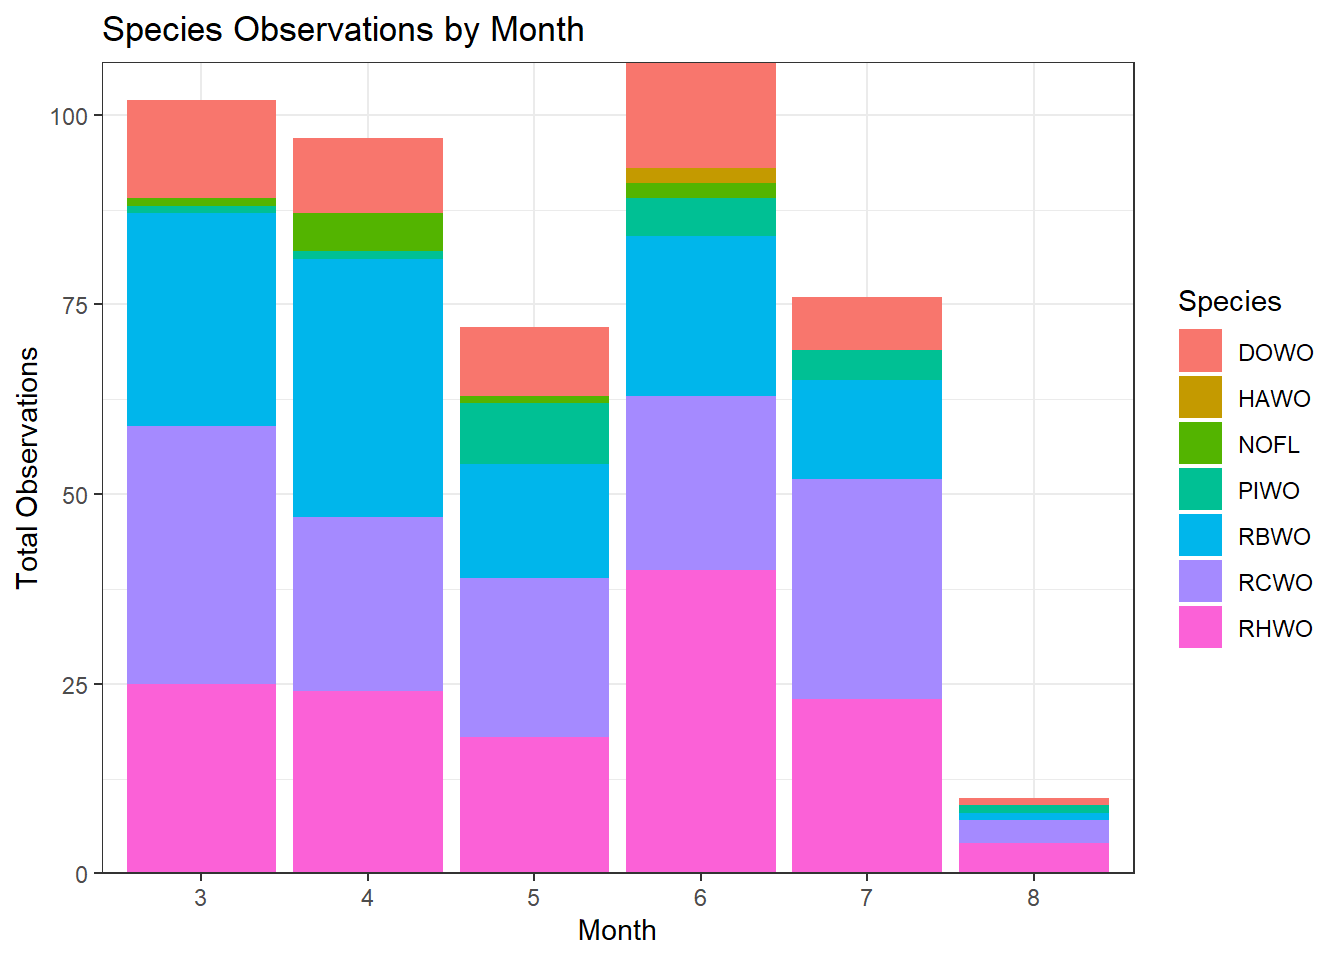 Species Observations by Month
Total Observations
100
75
50
25
0
3 4 5 6 7 8
Month
Species
DOWO
HAWO
NOFL
PIWO
RBWO
RCWO
RHWO